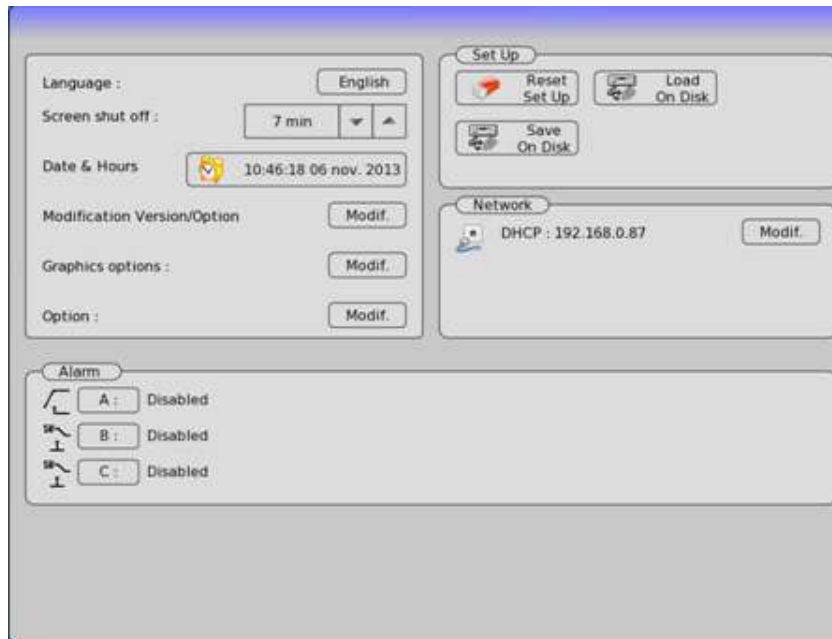 Language :
English
Screen shut off :
7 min
Date & Hours
10:46:18 06 nov. 2013
Modification Version/Option
Modif.
Graphics options :
Modif.
Option :
Modif.
Set Up
Reset
Set Up
Load
On Disk
Save
On Disk
Network
DHCP : 192.168.0.87
Modif.
Alarm
A :
Disabled
B :
Disabled
C :
Disabled